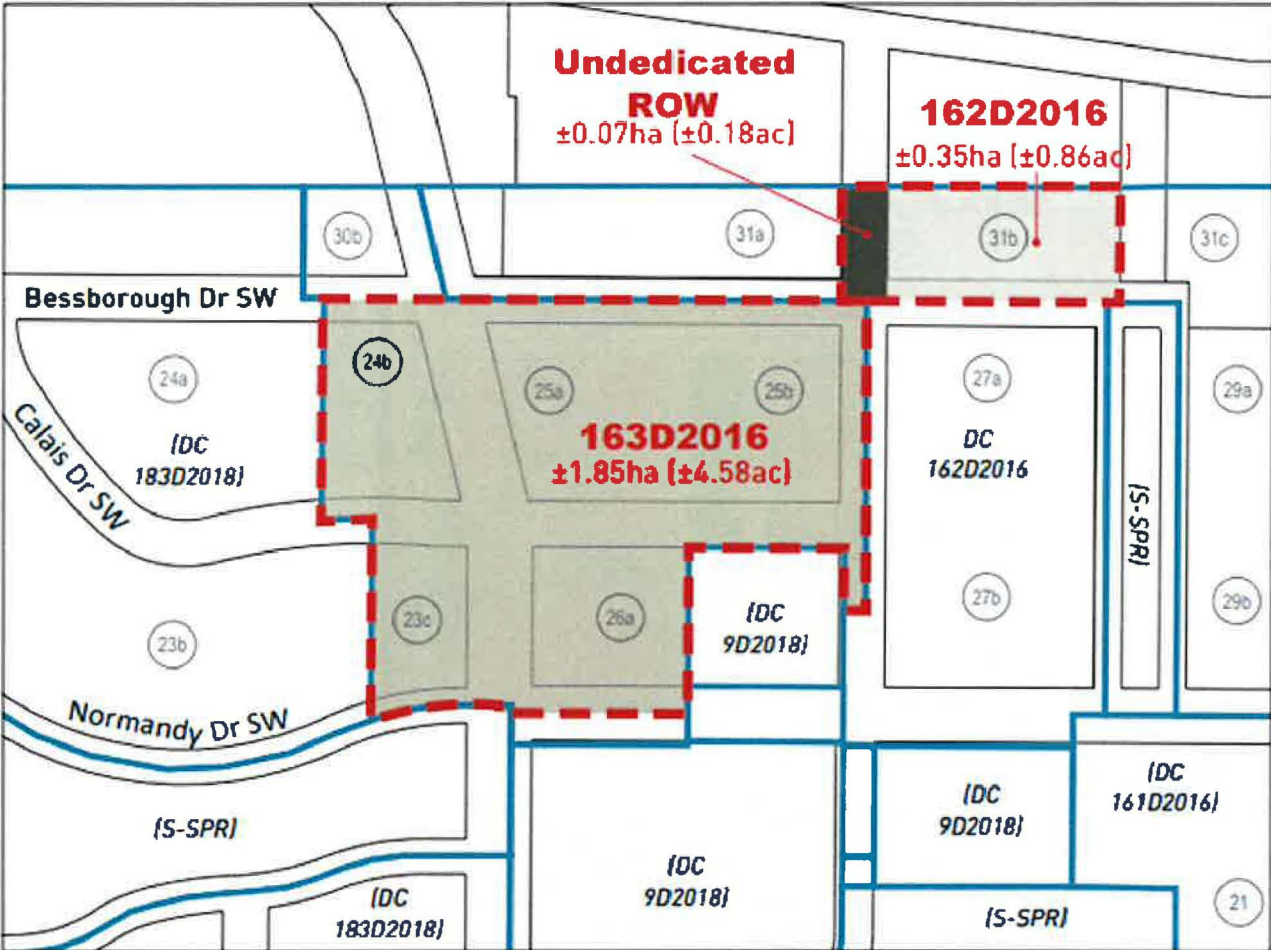 Undedicated
ROW
±0.07ha (±0.18ac)
162D2016
±0.35ha (±0.86ac)
30b
31a
31b
31c
Bessborough Dr SW
24a
24b
25a
25b
27a
29a
(DC
183D2018)
163D2016
±1.85ha (±4.58ac)
DC
162D2016
Calais Dr SW
(S-SPR)
23b
23c
26a
(DC
9D2018)
27b
29b
Normandy Dr SW
(S-SPR)
(DC
9D2018)
(DC
161D2016)
(DC
183D2018)
(DC
9D2018)
(S-SPR)
21